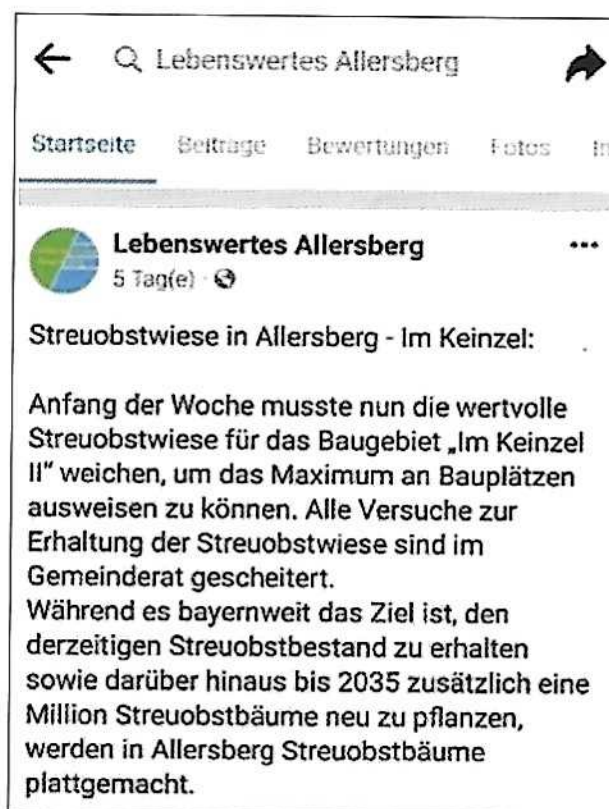 Lebenswertes Allersberg
Startseite Beiträge Bewertungen Fotos
Lebenswertes Allersberg
5 Tag(e) ·
Streuobstwiese in Allersberg - Im Keinzel:
Anfang der Woche musste nun die wertvolle
Streuobstwiese für das Baugebiet „Im Keinzel
II" weichen, um das Maximum an Bauplätzen
ausweisen zu können. Alle Versuche zur
Erhaltung der Streuobstwiese sind im
Gemeinderat gescheitert.
Während es bayernweit das Ziel ist, den
derzeitigen Streuobstbestand zu erhalten
sowie darüber hinaus bis 2035 zusätzlich eine
Million Streuobstbäume neu zu pflanzen,
werden in Allersberg Streuobstbäume
plattgemacht.